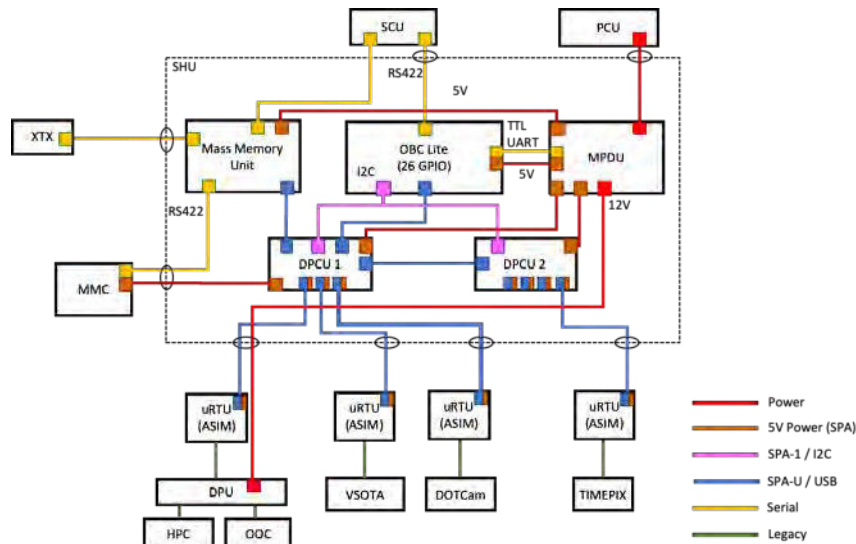 SCU
PCU
SHU
RS422
5V
XTX
Mass Memory
Unit
OBC Lite
(26 GPIO)
I2C
TTL
UART
5V
MPDU
12V
RS422
DPCU 1
DPCU 2
MMC
uRTU
(ASIM)
uRTU
(ASIM)
uRTU
(ASIM)
uRTU
(ASIM)
DPU
VSOTA
DOTCam
TIMEPIX
HPC
OOC
Power
5V Power (SPA)
SPA-1 / I2C
SPA-U / USB
Serial
Legacy